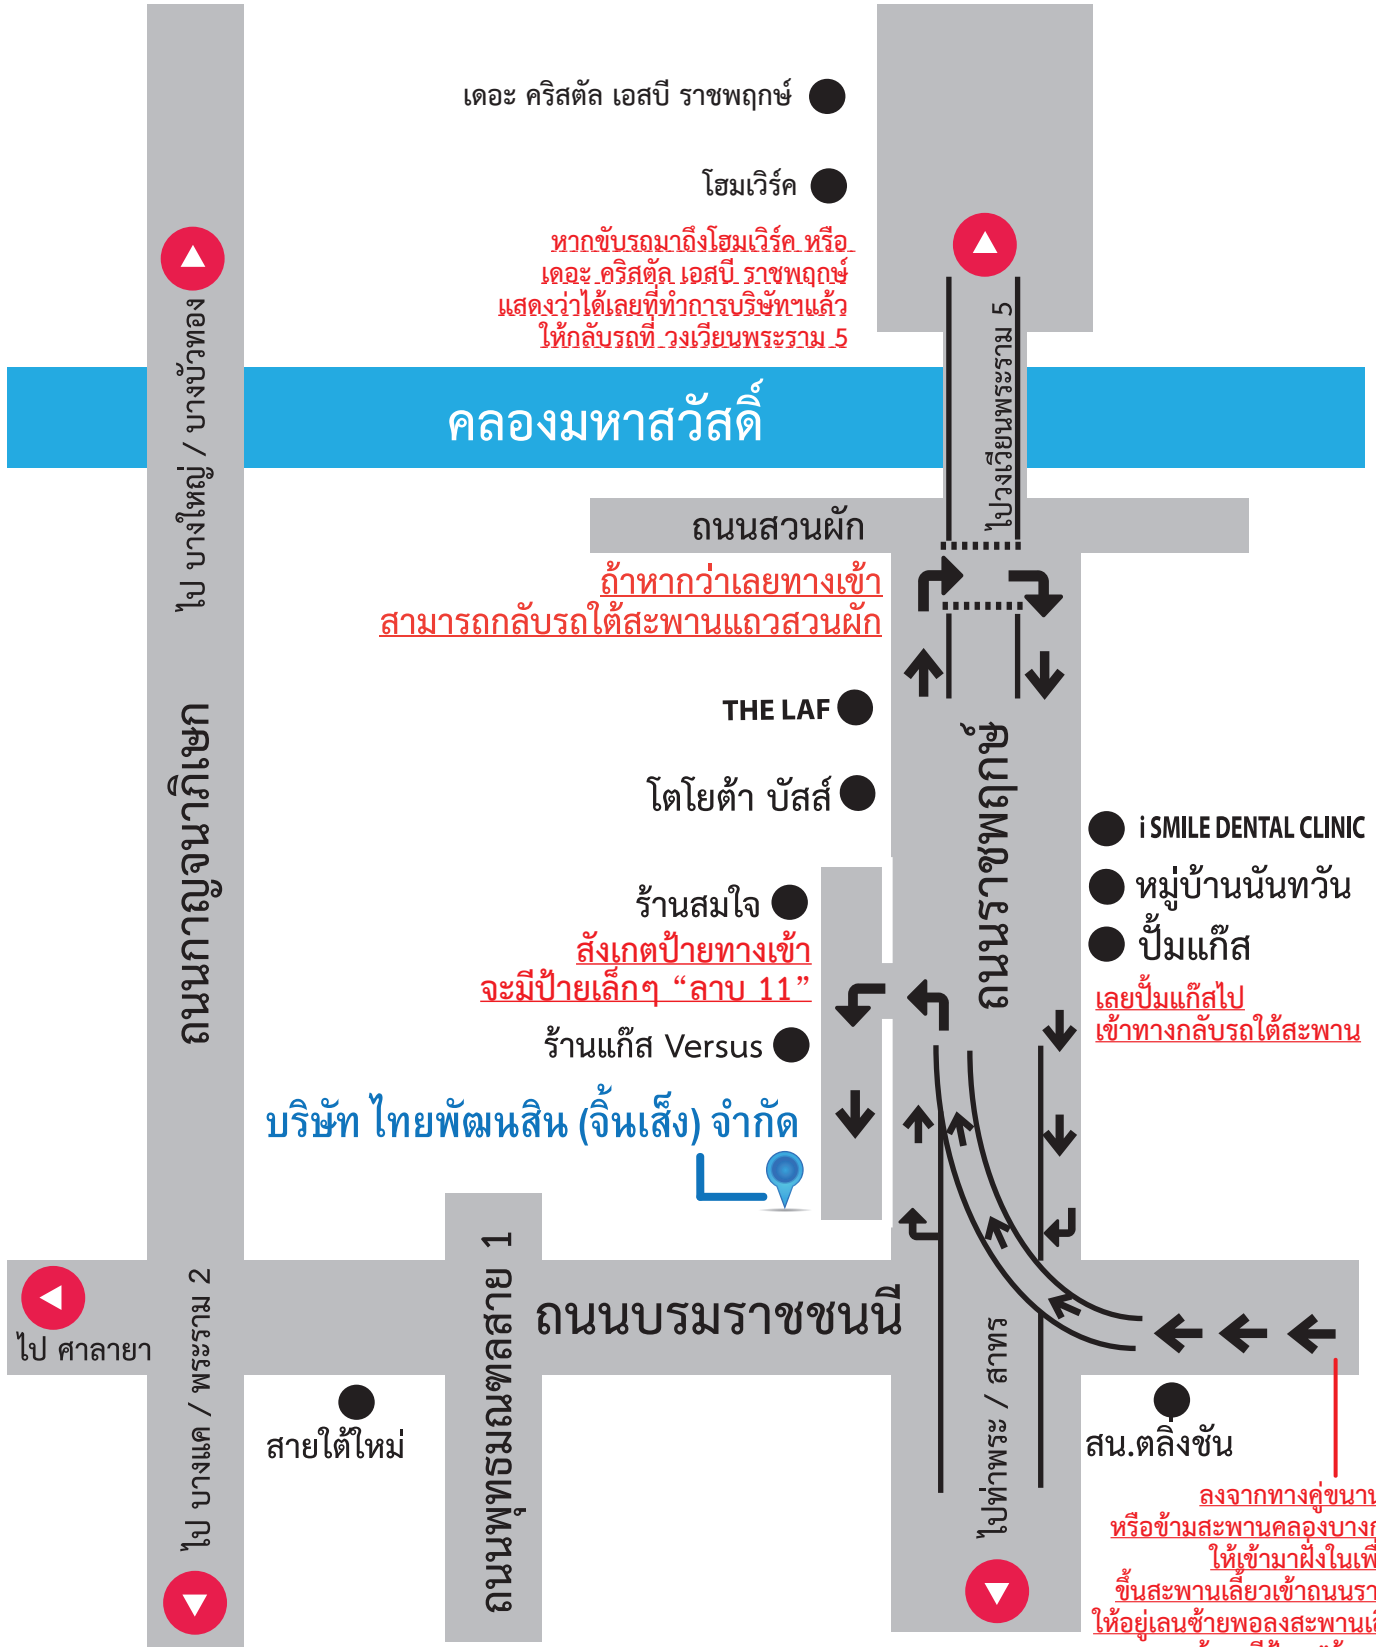 เดอะ คริสตัล เอสบี ราชพฤกษ์
โฮมเวิร์ค
หากขับรถมาถึงโฮมเวิร์ค หรือ
เดอะ คริสตัล เอสบี ราชพฤกษ์
แสดงว่าได้เลยที่ทำการบริษัทฯแล้ว
ให้กลับรถที่ วงเวียนพระราม 5
ไป บางใหญ่ / บางบัวทอง
ไปวงเวียนพระราม 5
คลองมหาสวัสดิ์
ถนนสวนผัก
ถ้าหากว่าเลยทางเข้า
สามารถกลับรถใต้สะพานแถวสวนผัก
THE LAF
โตโยต้า บัสส์
ถนนกาญจนาภิเษก
ถนนราชพฤกษ์
i SMILE DENTAL CLINIC
หมู่บ้านนันทวัน
ปั้มแก๊ส
เลยปั้มแก๊สไป
เข้าทางกลับรถใต้สะพาน
ร้านสมใจ
สังเกตป้ายทางเข้า
จะมีป้ายเล็กๆ “ลาบ 11”
ร้านแก๊ส Versus
บริษัท ไทยพัฒนสิน (จิ้นเส็ง) จำกัด
ถนนพุทธมณฑลสาย 1
ถนนบรมราชชนนี
ไป ศาลายา
ไป บางแค / พระราม 2
ไปท่าพระ / สาทร
สายใต้ใหม่
สน.ตลิ่งชัน
ลงจากทางคู่ขนาน
หรือข้ามสะพานคลองบาง
ให้เข้ามาฝั่งใน
ขึ้นสะพานเลี้ยวเข้าถนน
ให้อยู่เลนซ้ายพอลงสะพาน